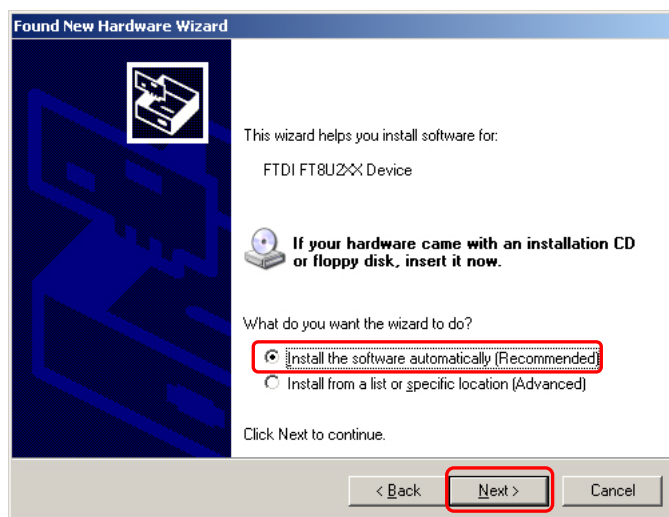 Found New Hardware Wizard
This wizard helps you install software for:
FTDI FT8U2XX Device
If your hardware came with an installation CD
or floppy disk, insert it now.
What do you want the wizard to do?
Install the software automatically (Recommended)
Install from a list or specific location (Advanced)
Click Next to continue.
< Back Next > Cancel